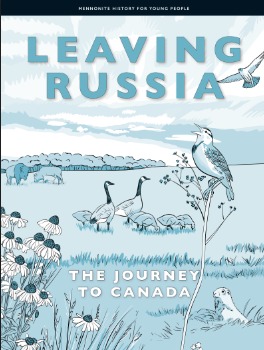 MENNONITE HISTORY FOR YOUNG PEOPLE
LEAVING
RUSSIA
THE JOURNEY
TO CANADA